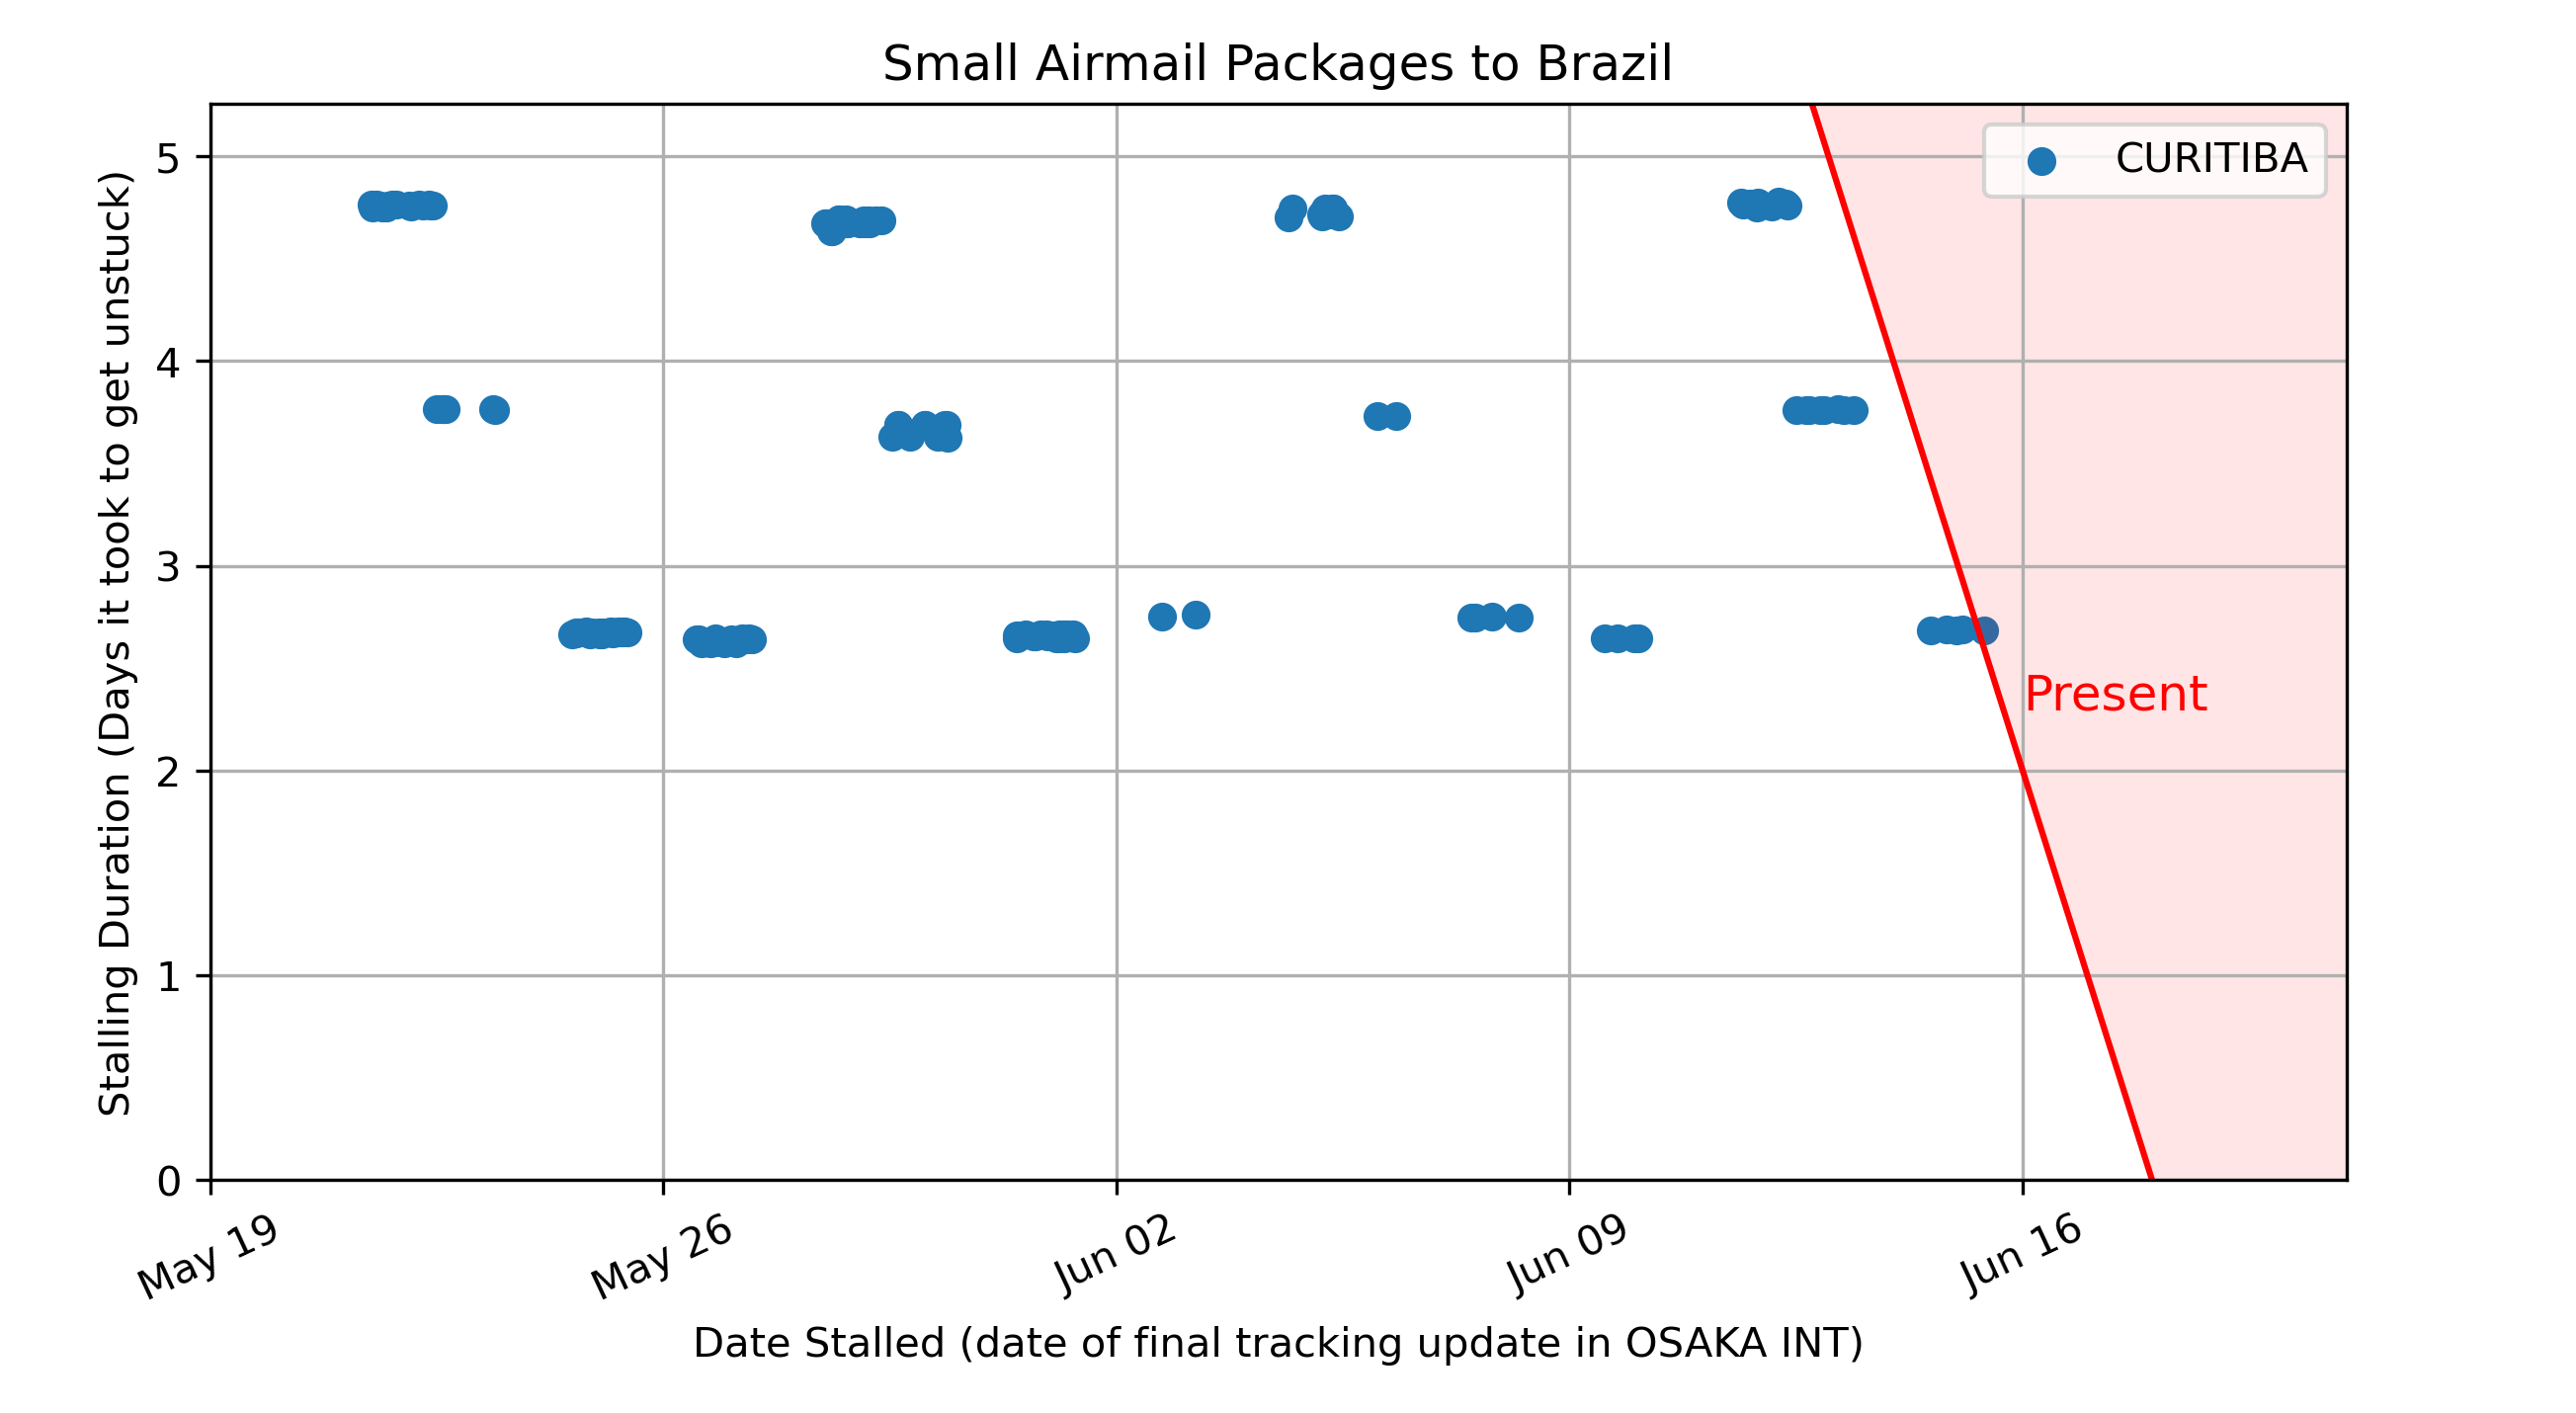 Small Airmail Packages to Brazil
CURITIBA
5
4
3
2
1
0
Stalling Duration (Days it took to get unstuck)
Present
May 19
May 26
Jun 02
Jun 09
Jun 16
Date Stalled (date of final tracking update in OSAKA INT)